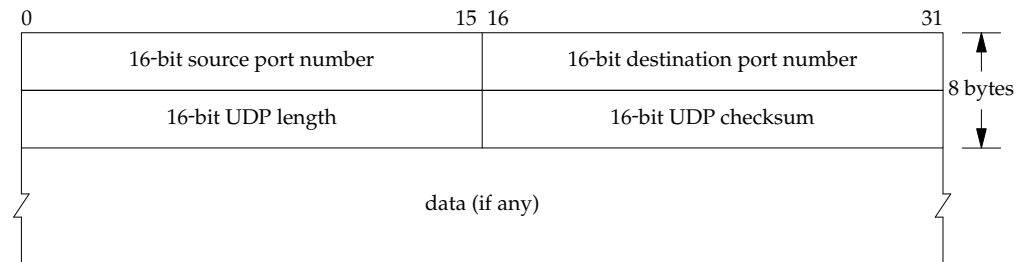 0 15 16 31
16-bit source port number 16-bit destination port number
8 bytes
16-bit UDP length 16-bit UDP checksum
data (if any)